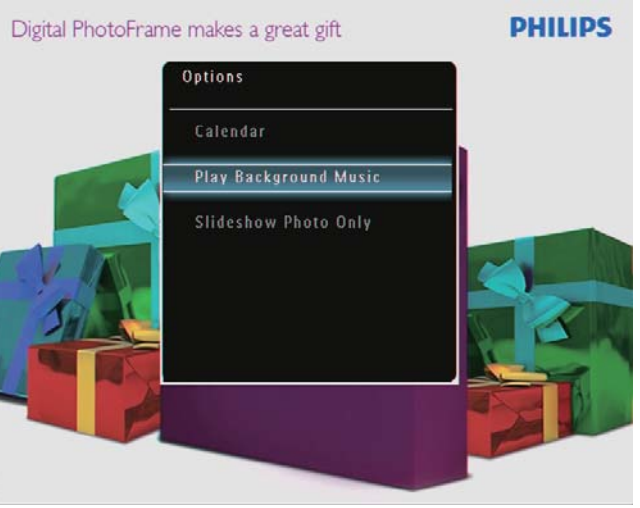 Digital PhotoFrame makes a great gift
PHILIPS
Options
Calendar
Play Background Music
Slideshow Photo Only